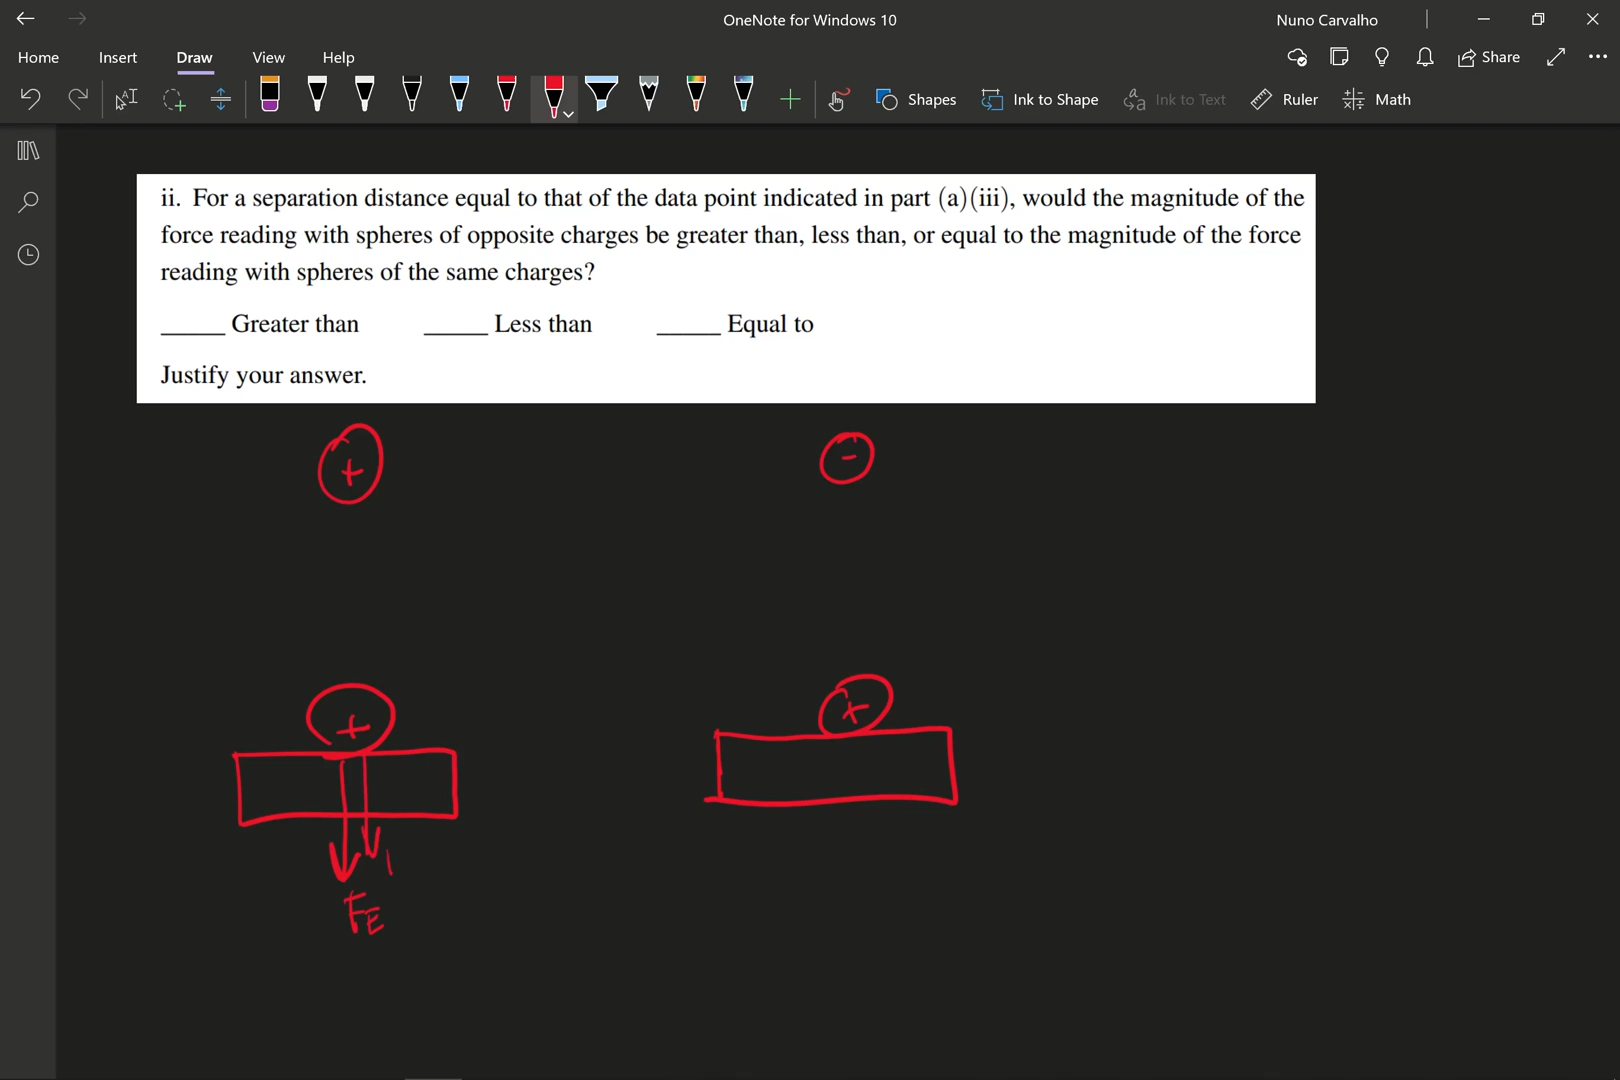 OneNote for Windows 10
Nuno Carvalho
Home Insert Draw View Help
Share
Shapes Ink to Shape Ink to Text Ruler Math
ii. For a separation distance equal to that of the data point indicated in part (a)(iii), would the magnitude of the
force reading with spheres of opposite charges be greater than, less than, or equal to the magnitude of the force
reading with spheres of the same charges?
_____ Greater than _____ Less than _____ Equal to
Justify your answer.
+ -
+ +
FE